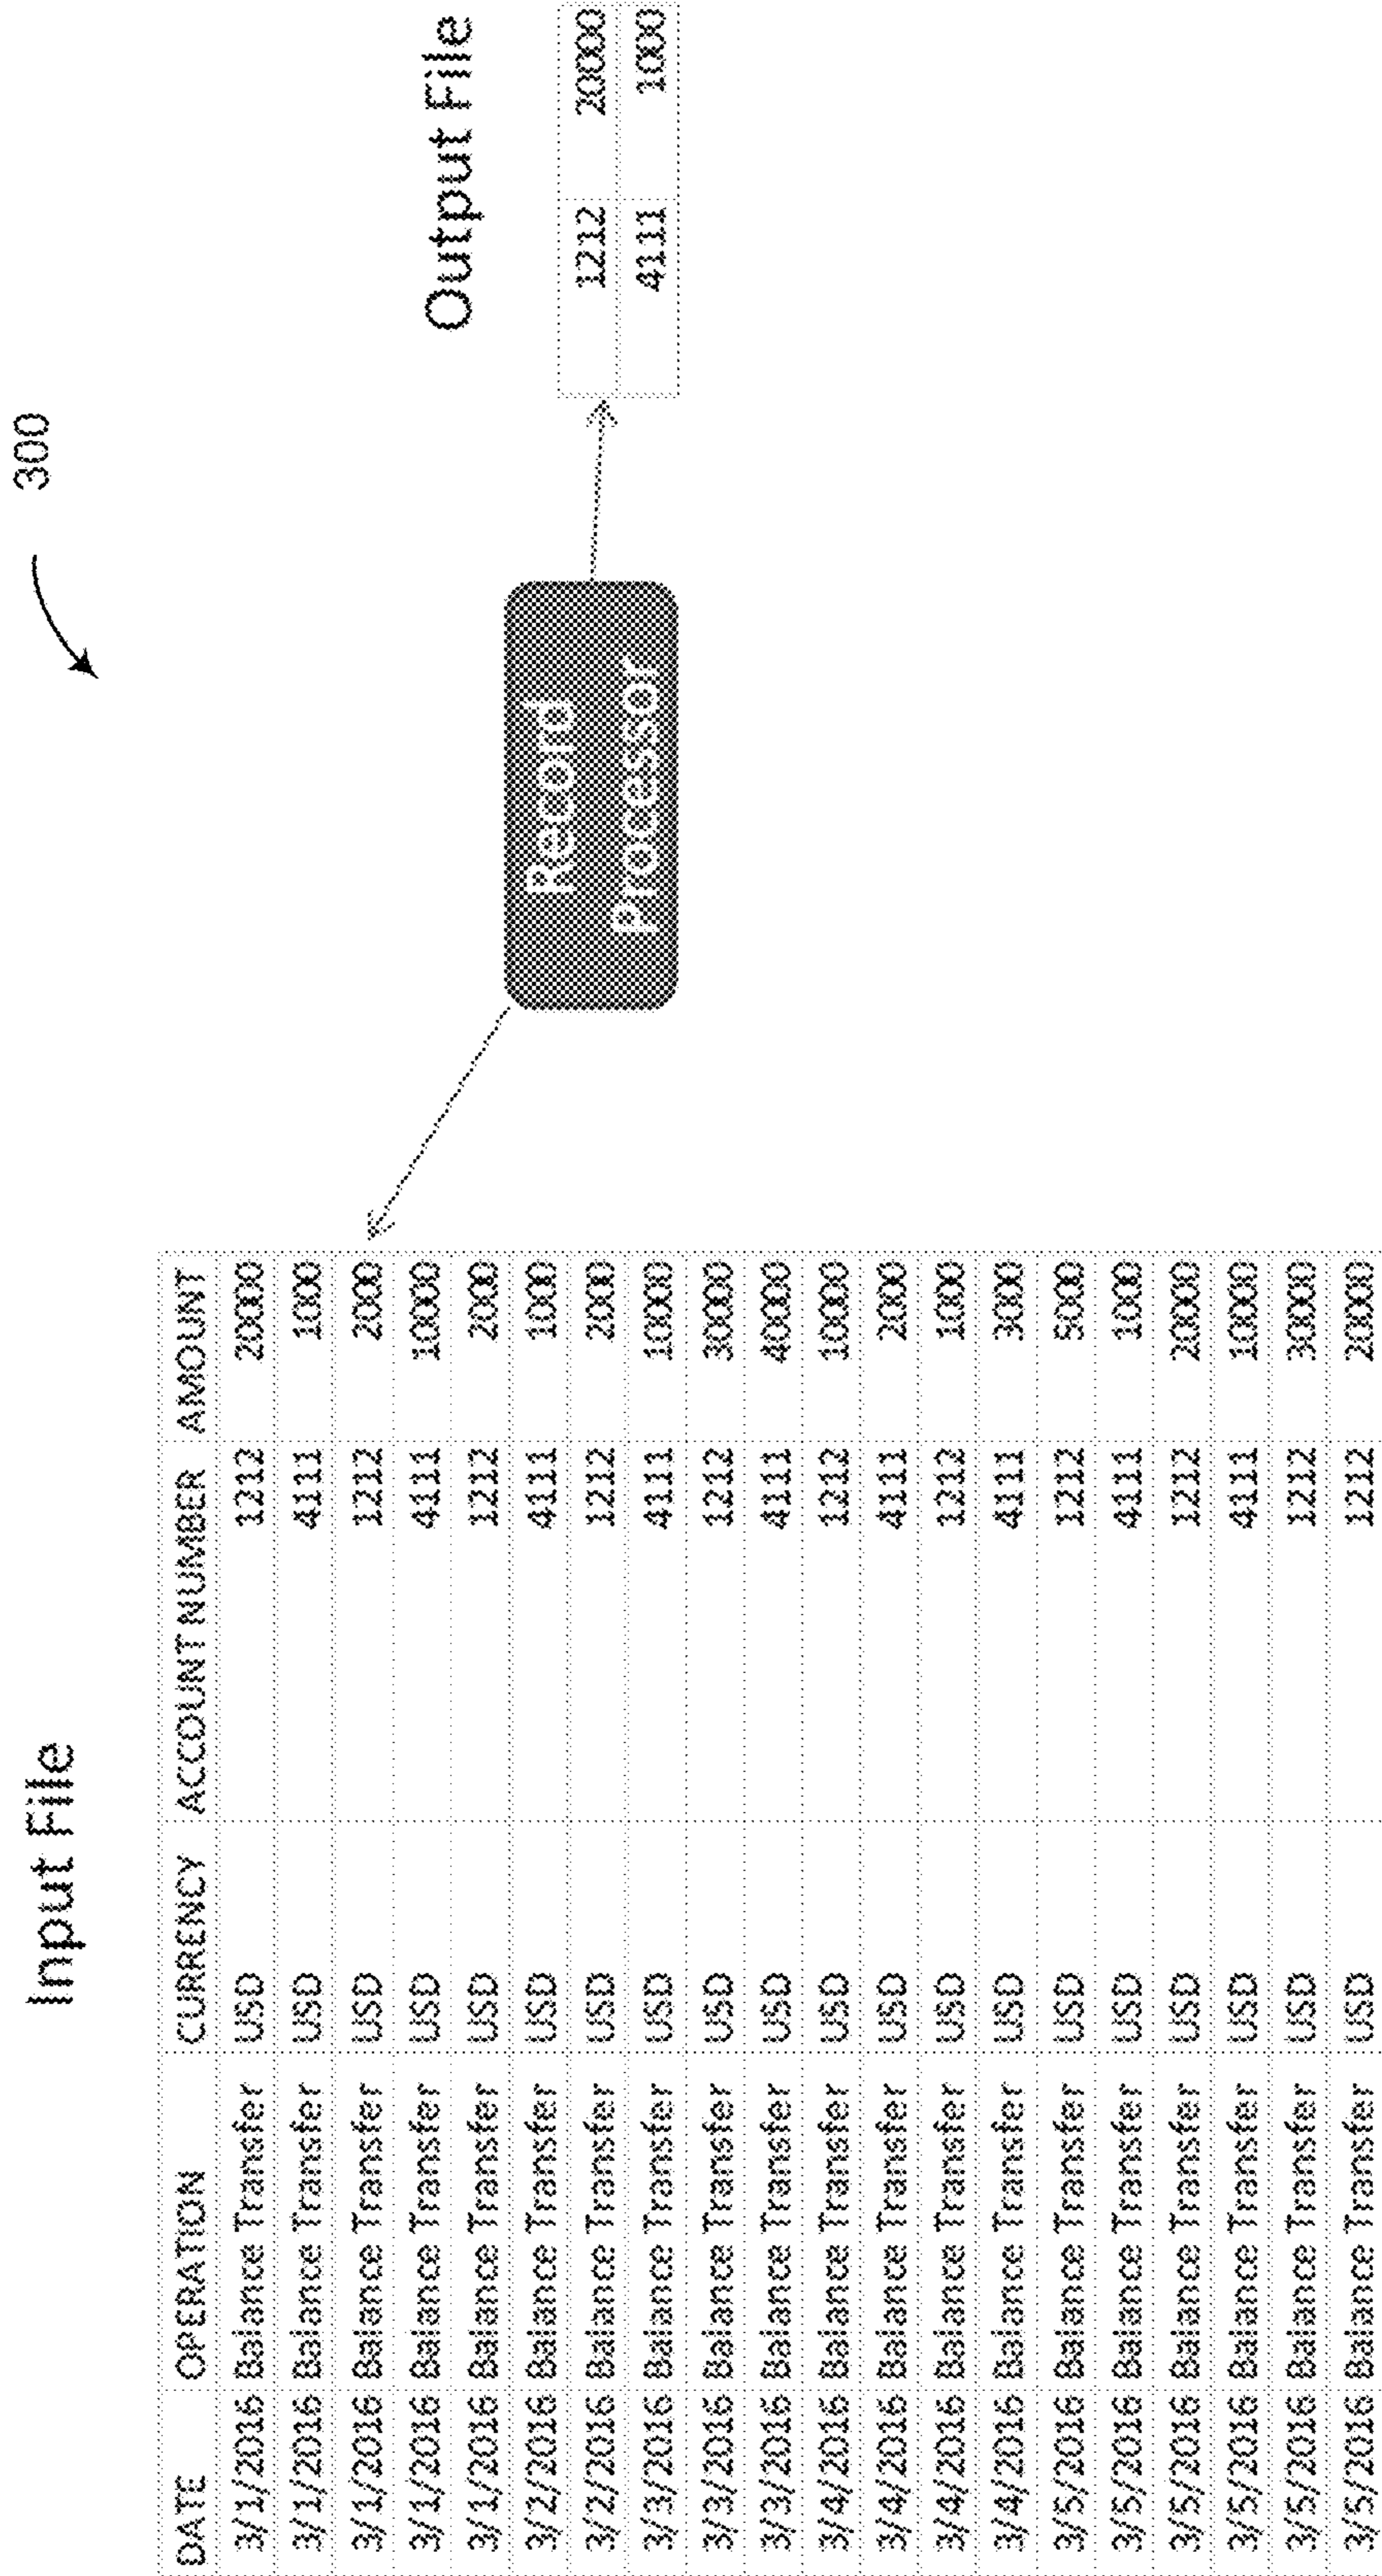 300
Input File
DATE OPERATION CURRENCY ACCOUNT NUMBER AMOUNT
3/1/2016 Balance Transfer USD 1212 20000
3/1/2016 Balance Transfer USD 4111 1000
3/1/2016 Balance Transfer USD 1212 2000
3/1/2016 Balance Transfer USD 4111 10000
3/1/2016 Balance Transfer USD 1212 2000
3/2/2016 Balance Transfer USD 4111 1000
3/2/2016 Balance Transfer USD 1212 2000
3/3/2016 Balance Transfer USD 4111 10000
3/3/2016 Balance Transfer USD 1212 30000
3/3/2016 Balance Transfer USD 4111 40000
3/4/2016 Balance Transfer USD 1212 10000
3/4/2016 Balance Transfer USD 4111 2000
3/4/2016 Balance Transfer USD 1212 1000
3/4/2016 Balance Transfer USD 4111 3000
3/5/2016 Balance Transfer USD 1212 5000
3/5/2016 Balance Transfer USD 4111 1000
3/5/2016 Balance Transfer USD 1212 20000
3/5/2016 Balance Transfer USD 4111 10000
3/5/2016 Balance Transfer USD 1212 30000
3/5/2016 Balance Transfer USD 1212 20000
Record
Processor
Output File
1212 20000
4111 1000